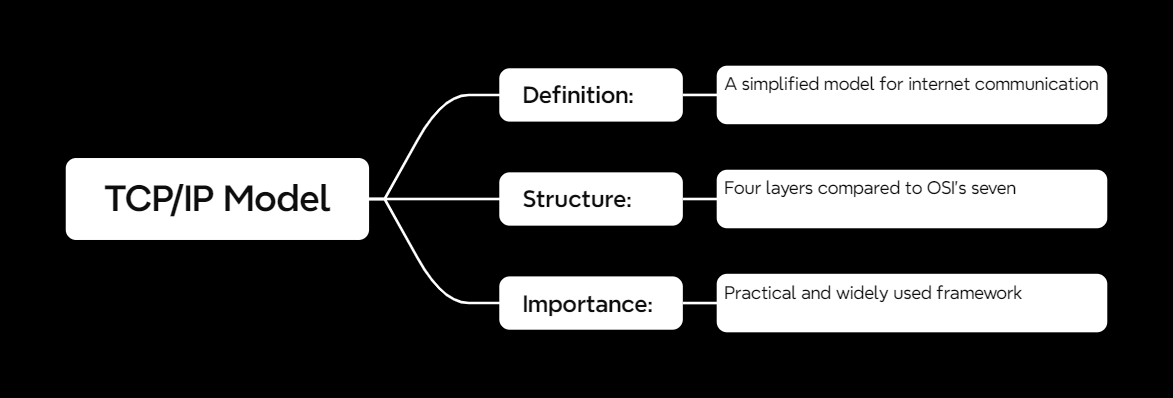 TCP/IP Model
Definition:
A simplified model for internet communication
Structure:
Four layers compared to OSI's seven
Importance:
Practical and widely used framework